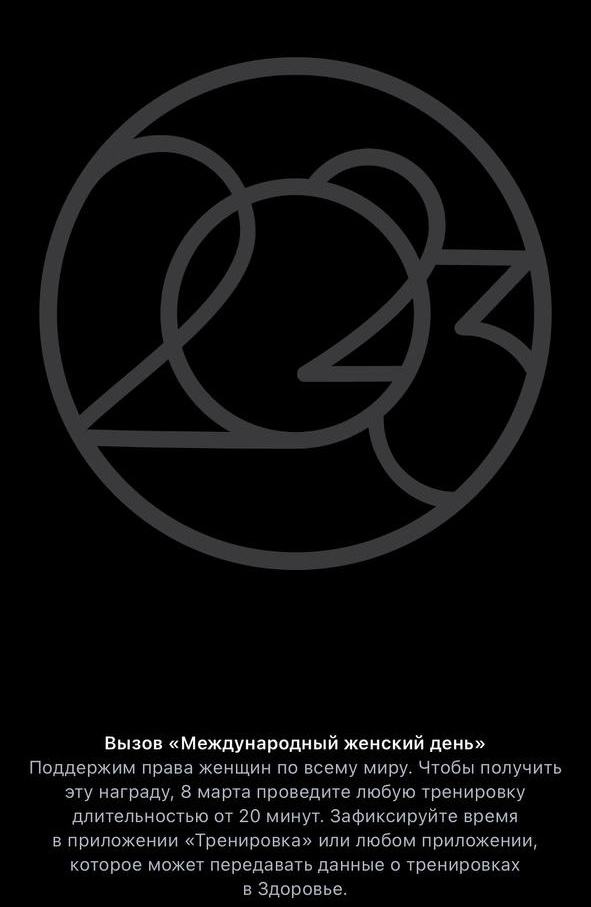 2023
Вызов «Международный женский день»
Поддержим права женщин по всему миру. Чтобы получить
эту награду, 8 марта проведите любую тренировку
длительностью от 20 минут. Зафиксируйте время
в приложении «Тренировка» или любом приложении,
которое может передавать данные о тренировках
в Здоровье.